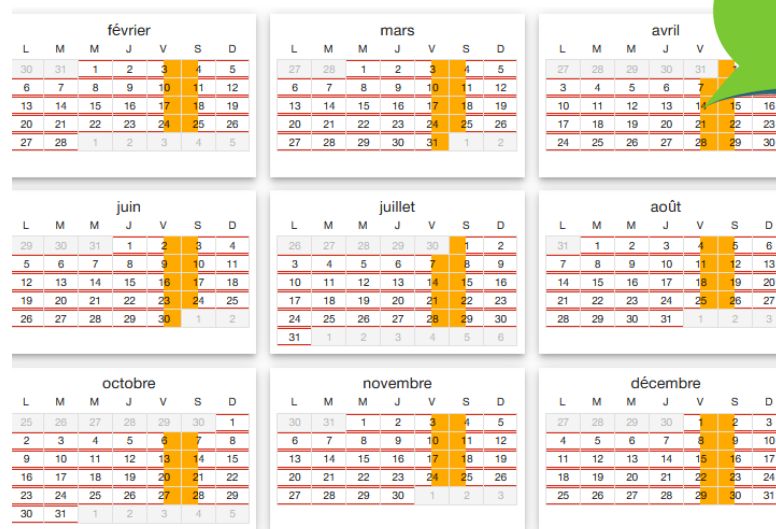 février
L M M J V S D
30 31 1 2 3 4 5
6 7 8 9 10 11 12
13 14 15 16 17 18 19
20 21 22 23 24 25 26
27 28 1 2 3 4 5
mars
L M M J V S D
27 28 1 2 3 4 5
6 7 8 9 10 11 12
13 14 15 16 17 18 19
20 21 22 23 24 25 26
27 28 29 30 31 1 2
avril
L M M J V
27 28 29 30 31
3 4 5 6 7
10 11 12 13 14 15 16
17 18 19 20 21 22 23
24 25 26 27 28 29 30
juin
L M M J V S D
29 30 31 1 2 3 4
5 6 7 8 9 10 11
12 13 14 15 16 17 18
19 20 21 22 23 24 25
26 27 28 29 30 1 2
juillet
L M M J V S D
26 27 28 29 30 1 2
3 4 5 6 7 8 9
10 11 12 13 14 15 16
17 18 19 20 21 22 23
24 25 26 27 28 29 30
31 1 2 3 4 5 6
août
L M M J V S D
31 1 2 3 4 5 6
7 8 9 10 11 12 13
14 15 16 17 18 19 20
21 22 23 24 25 26 27
28 29 30 31 1 2 3
octobre
L M M J V S D
25 26 27 28 29 30 1
2 3 4 5 6 7 8
9 10 11 12 13 14 15
16 17 18 19 20 21 22
23 24 25 26 27 28 29
30 31 1 2 3 4 5
novembre
L M M J V S D
30 31 1 2 3 4 5
6 7 8 9 10 11 12
13 14 15 16 17 18 19
20 21 22 23 24 25 26
27 28 29 30 1 2 3
décembre
L M M J V S D
27 28 29 30 1 2 3
4 5 6 7 8 9 10
11 12 13 14 15 16 17
18 19 20 21 22 23 24
25 26 27 28 29 30 31